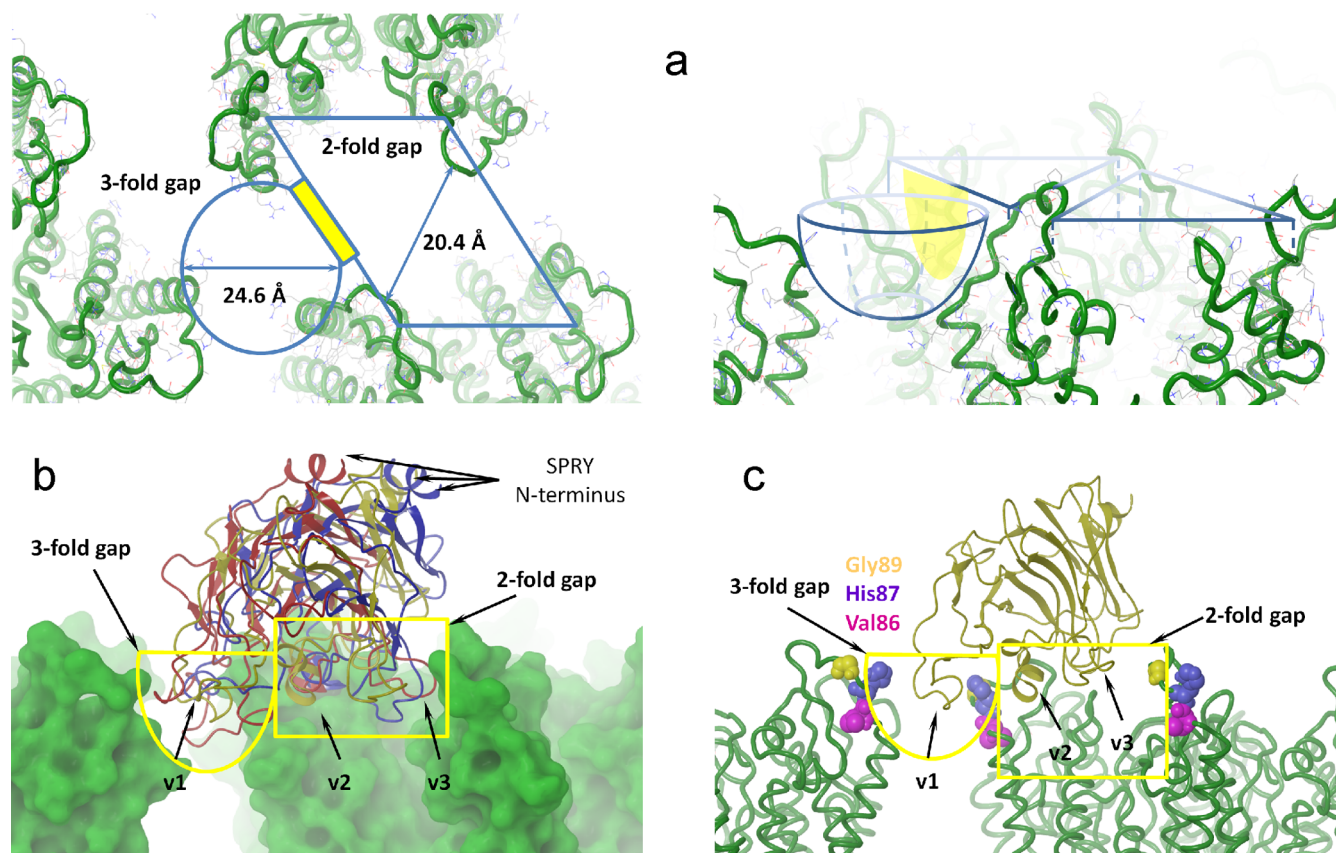 a
2-fold gap
3-fold gap
20.4 Å
24.6 Å
b
SPRY
N-terminus
3-fold gap
2-fold gap
v1
v2
v3
c
Gly89
His87
Val86
3-fold gap
2-fold gap
v1
v2
v3